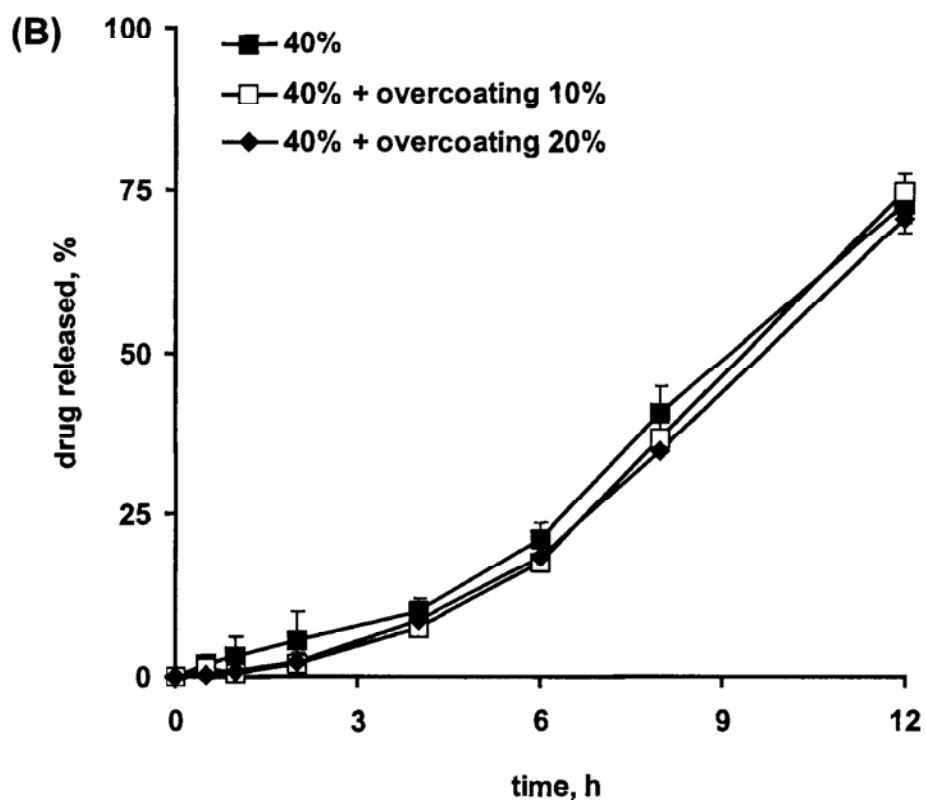 (B)
100
75
50
25
0
40%
40% + overcoating 10%
40% + overcoating 20%
drug released, %
0 3 6 9 12
time, h